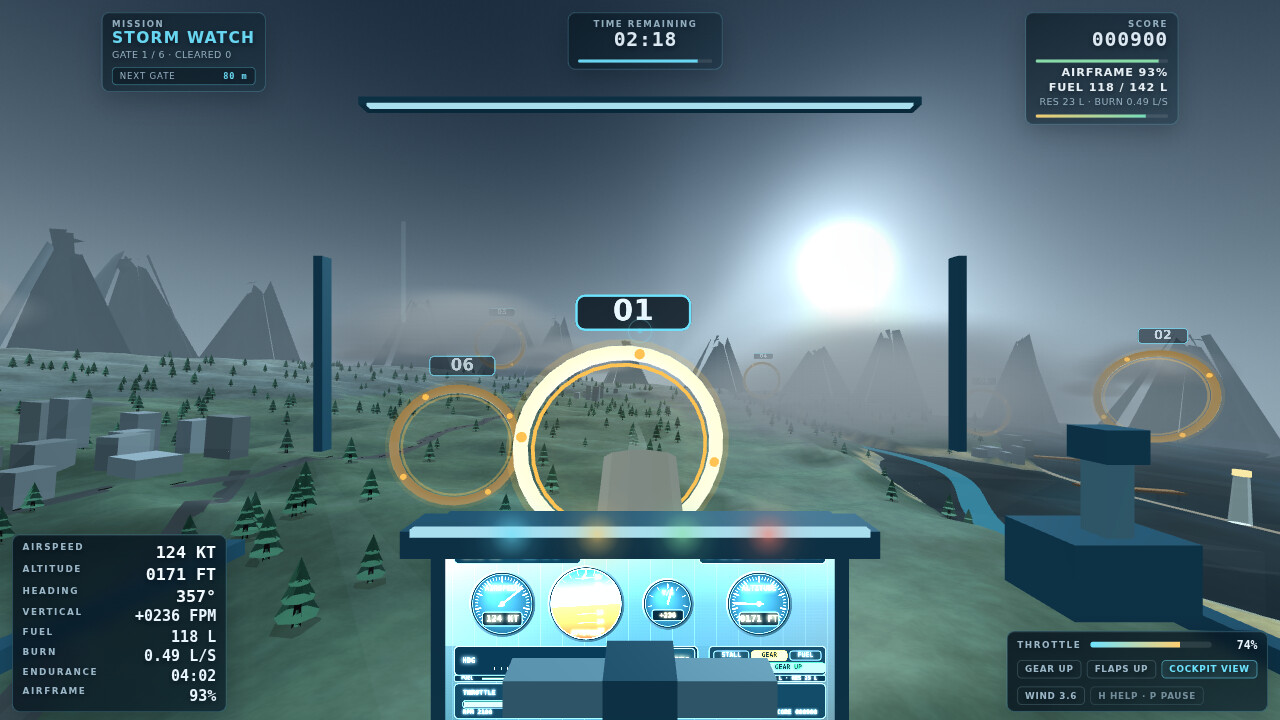 MISSION
STORM WATCH
GATE 1 / 6 · CLEARED 0
NEXT GATE 80 m
TIME REMAINING
02:18
SCORE
000900
AIRFRAME 93%
FUEL 118 / 142 L
RES 23 L · BURN 0.49 L/S
01
06
02
AIRSPEED 124 KT
ALTITUDE 0171 FT
HEADING 357°
VERTICAL +0236 FPM
FUEL 118 L
BURN 0.49 L/S
ENDURANCE 04:02
AIRFRAME 93%
124 KT
+236
0171 FT
HDG
STALL GEAR FUEL
GEAR UP
FUEL
THROTTLE
THROTTLE 74%
GEAR UP FLAPS UP COCKPIT VIEW
WIND 3.6 H HELP · P PAUSE